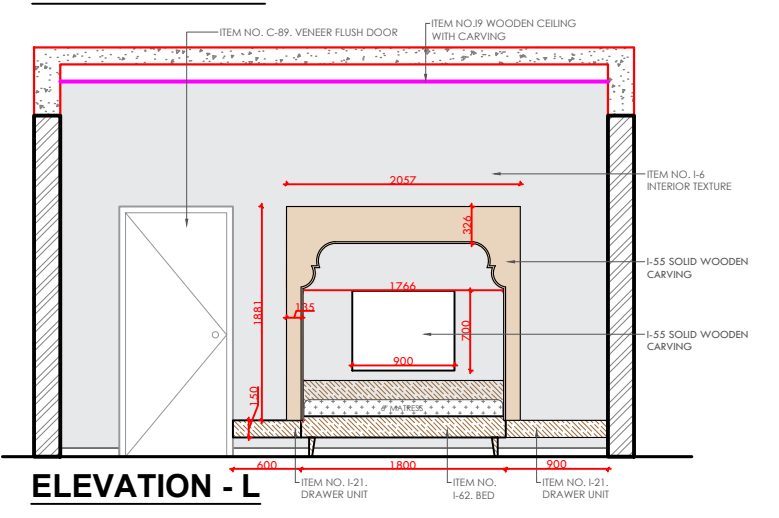 ITEM NO. C-89. VENEER FLUSH DOOR
ITEM NO.I9 WOODEN CEILING
WITH CARVING
ITEM NO. I-6
INTERIOR TEXTURE
2057
326
I-55 SOLID WOODEN
CARVING
1766
135
1881
700
I-55 SOLID WOODEN
CARVING
900
150
6" MATRESS
600
1800
900
ELEVATION - L
ITEM NO. I-21.
DRAWER UNIT
ITEM NO.
I-62. BED
ITEM NO. I-21.
DRAWER UNIT